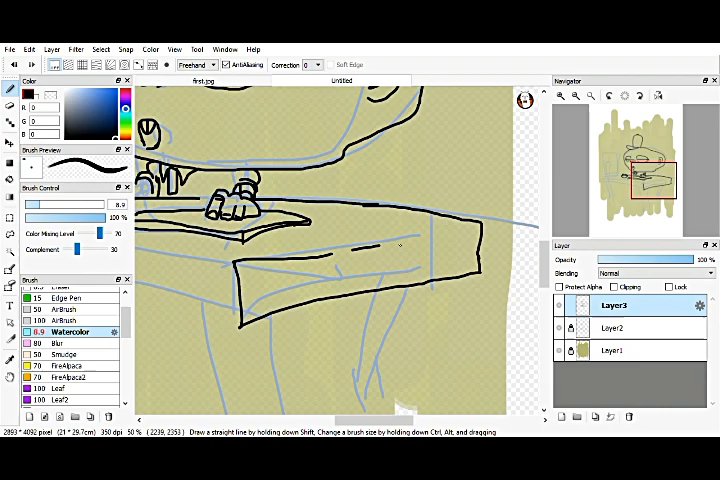 File Edit Layer Filter Select Snap Color View Tools Window Help
Freehand AntiAliasing Correction 0 Soft Edge
first.jpg Untitled
Color
R 0
G 0
B 0
Brush Preview
Brush Control
8.9
100 %
Color Mixing Level 70
Complement 30
Brush
15 Edge Pen
50 AirBrush
100 AirBrush
8.9 Watercolor
80 Blur
50 Smudge
70 FireAlpaca
70 FireAlpaca2
100 Leaf
100 Leaf2
Navigator
Layer
Opacity 100 %
Blending Normal
Protect Alpha Clipping Lock
Layer3
Layer2
Layer1
2893 * 4092 pixel (21 * 29.7cm) 350 dpi 50 % ( 2239, 2353 ) Draw a straight line by holding down Shift, Change a brush size by holding down Ctrl, Alt, and dragging